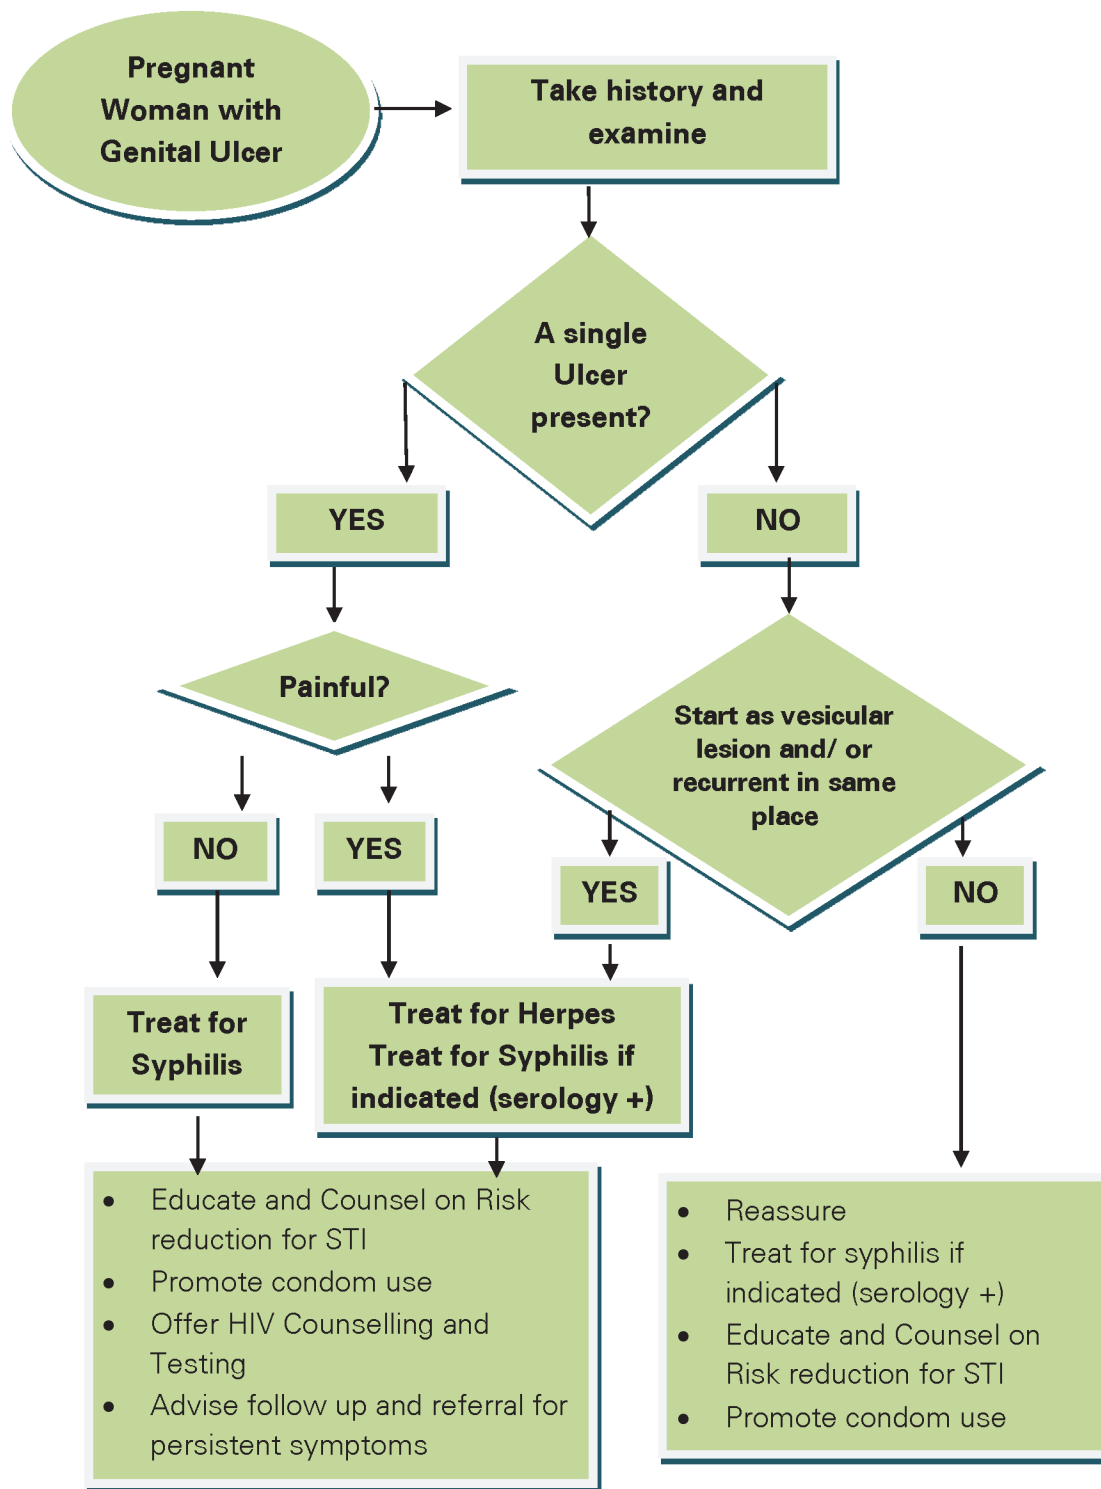 Pregnant
Woman with
Genital Ulcer
Take history and
examine
A single
Ulcer
present?
YES
NO
Painful?
Start as vesicular
lesion and/ or
recurrent in same
place
NO
YES
YES
NO
Treat for
Syphilis
Treat for Herpes
Treat for Syphilis if
indicated (serology +)
• Educate and Counsel on Risk
reduction for STI
• Promote condom use
• Offer HIV Counselling and
Testing
• Advise follow up and referral for
persistent symptoms
• Reassure
• Treat for syphilis if
indicated (serology +)
• Educate and Counsel on
Risk reduction for STI
• Promote condom use